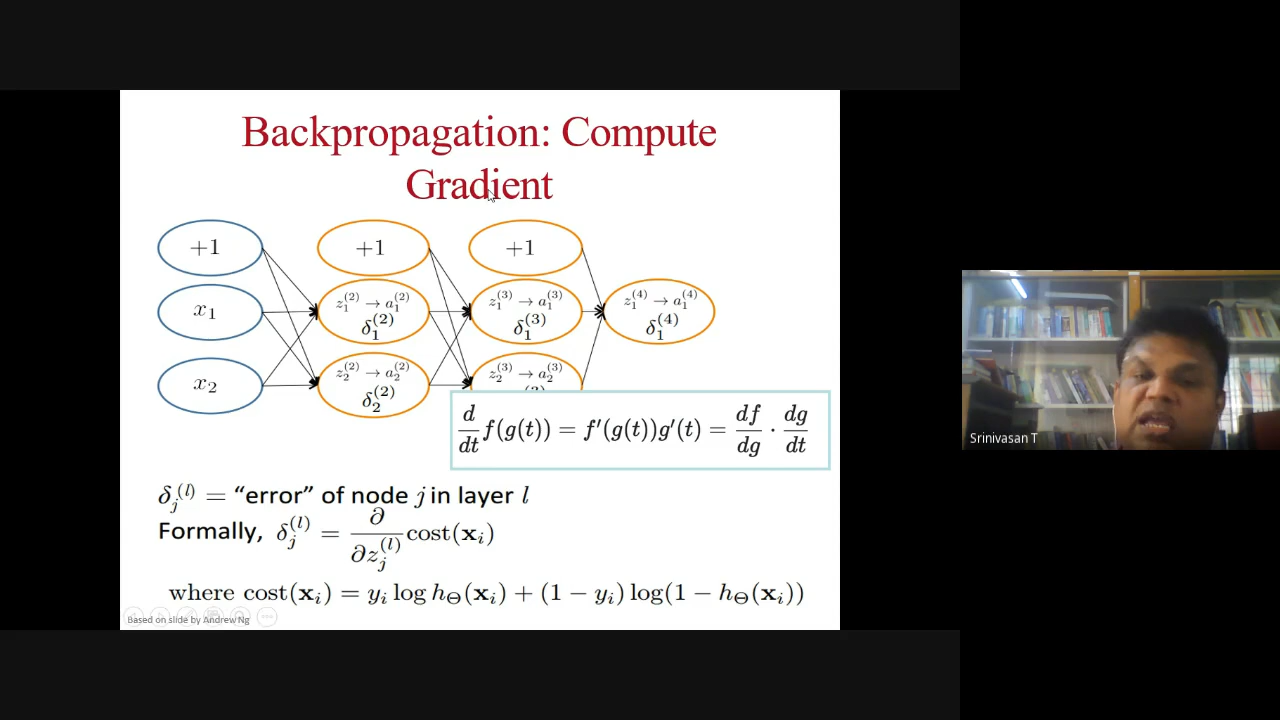 Backpropagation: Compute
Gradient
+1 +1 +1
x₁ z₁⁽²⁾ → a₁⁽²⁾ z₁⁽³⁾ → a₁⁽³⁾ z₁⁽⁴⁾ → a₁⁽⁴⁾
δ₁⁽²⁾ δ₁⁽³⁾ δ₁⁽⁴⁾
x₂ z₂⁽²⁾ → a₂⁽²⁾ z₂⁽³⁾ → a₂⁽³⁾
δ₂⁽²⁾
d/dt f(g(t)) = f′(g(t))g′(t) = df/dg · dg/dt
Srinivasan T
δⱼ⁽ˡ⁾ = “error” of node j in layer l
Formally, δⱼ⁽ˡ⁾ = ∂/∂zⱼ⁽ˡ⁾ cost(xᵢ)
where cost(xᵢ) = yᵢ log hΘ(xᵢ) + (1 − yᵢ) log(1 − hΘ(xᵢ))
Based on slide by Andrew Ng